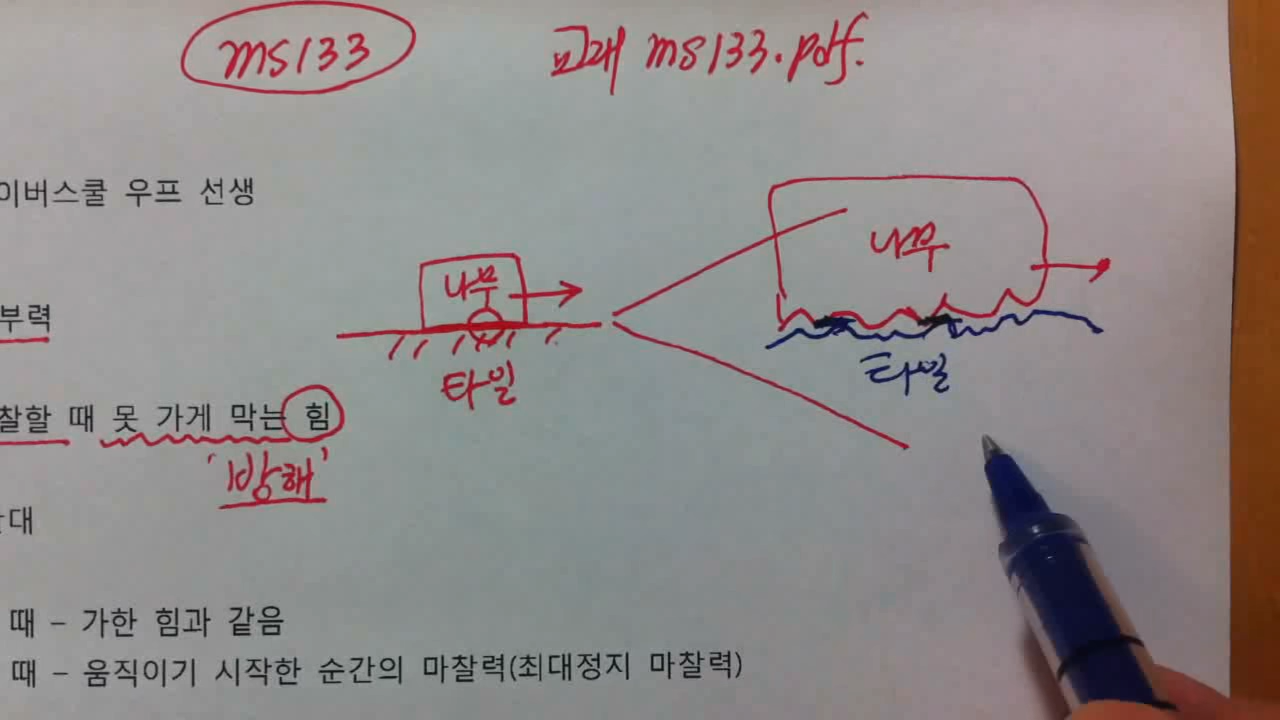 ms133 교재 ms133.pdf.
이버스쿨 우프 선생
나무
나무
부력
타일
타일
찰할 때 못 가게 막는 힘
'방해'
대
때 – 가한 힘과 같음
때 – 움직이기 시작한 순간의 마찰력(최대정지 마찰력)